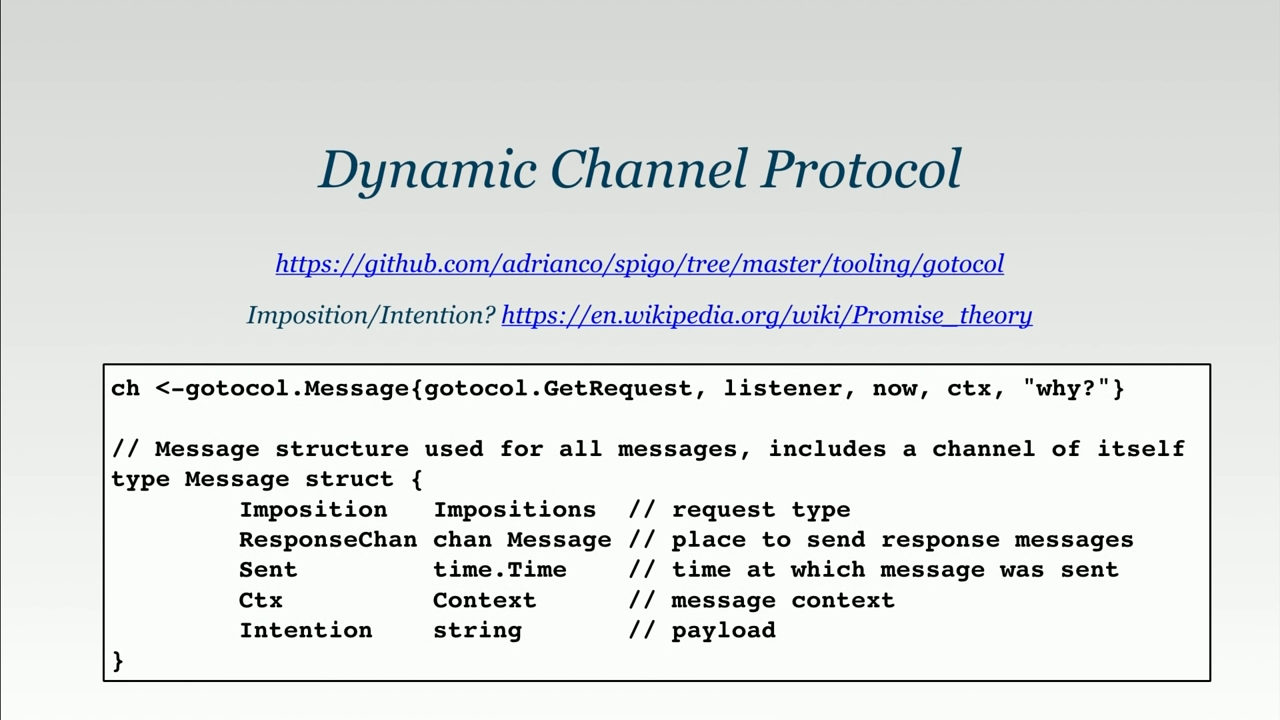 Dynamic Channel Protocol
https://github.com/adrianco/spigo/tree/master/tooling/gotocol
Imposition/Intention? https://en.wikipedia.org/wiki/Promise_theory
ch <-gotocol.Message{gotocol.GetRequest, listener, now, ctx, "why?"}
// Message structure used for all messages, includes a channel of itself
type Message struct {
Imposition Impositions // request type
ResponseChan chan Message // place to send response messages
Sent time.Time // time at which message was sent
Ctx Context // message context
Intention string // payload
}